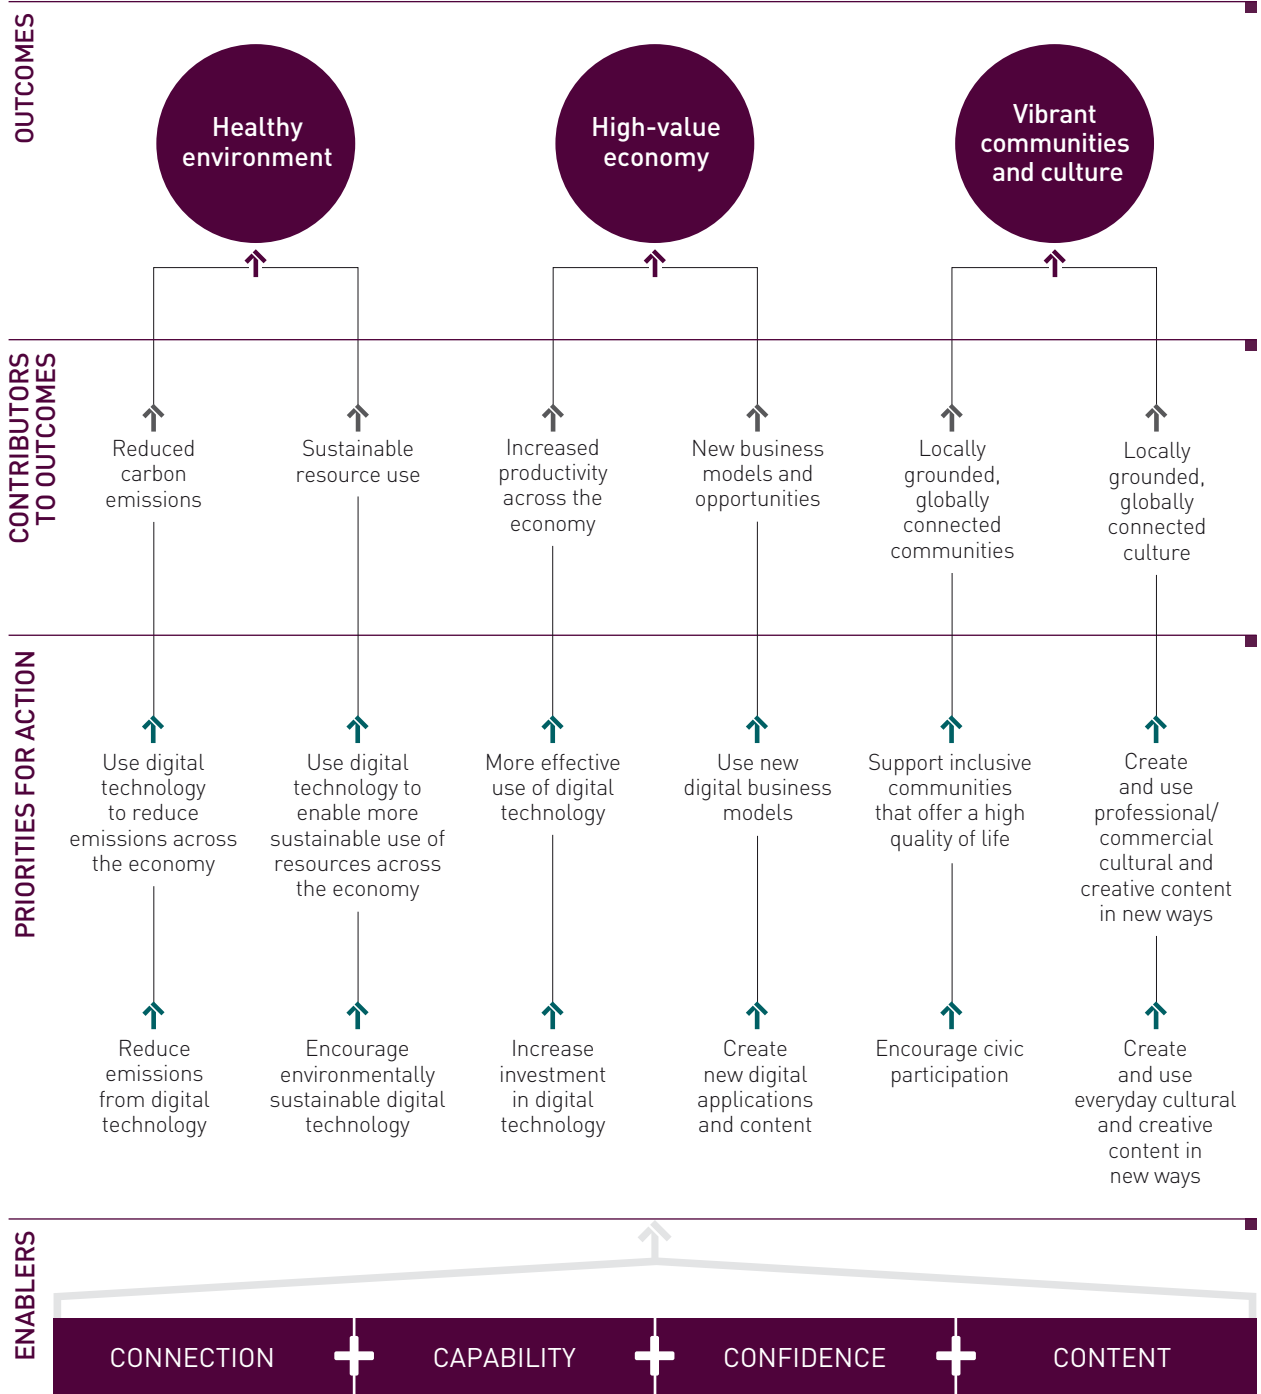 OUTCOMES
Healthy
environment
High-value
economy
Vibrant
communities
and culture
CONTRIBUTORS
TO OUTCOMES
Reduced
carbon
emissions
Sustainable
resource use
Increased
productivity
across the
economy
New business
models and
opportunities
Locally
grounded,
globally
connected
communities
Locally
grounded,
globally
connected
culture
PRIORITIES FOR ACTION
Use digital
technology
to reduce
emissions across
the economy
Use digital
technology to
enable more
sustainable use of
resources across
the economy
More effective
use of digital
technology
Use new
digital business
models
Support inclusive
communities
that offer a high
quality of life
Create
and use
professional/
commercial
cultural and
creative content
in new ways
Reduce
emissions
from digital
technology
Encourage
environmentally
sustainable digital
technology
Increase
investment
in digital
technology
Create
new digital
applications
and content
Encourage civic
participation
Create
and use
everyday cultural
and creative
content in
new ways
ENABLERS
CONNECTION + CAPABILITY + CONFIDENCE + CONTENT